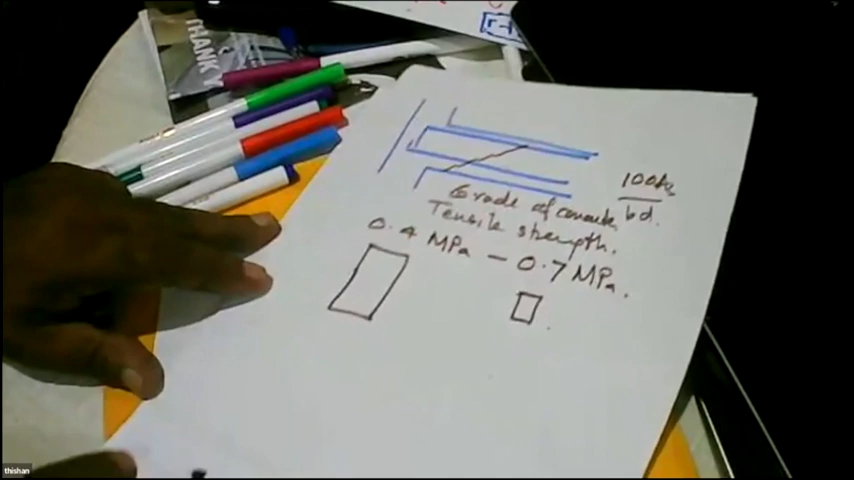 THANK Y
100As
bd.
Grade of concrete
Tensile strength.
0.4 MPa – 0.7 MPa.
thishan